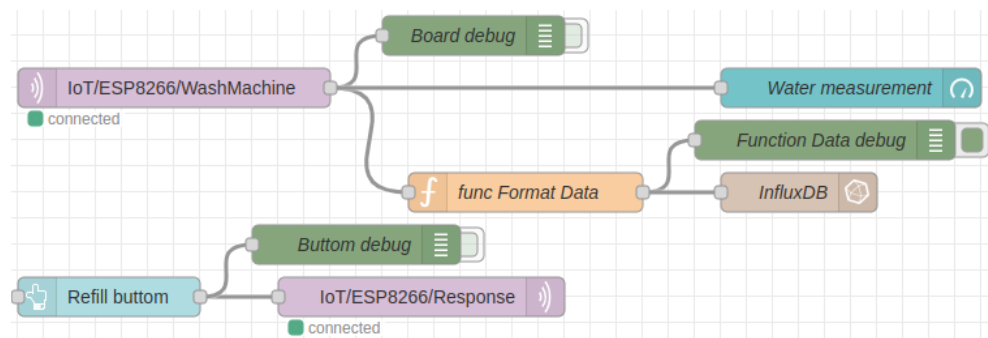 Board debug
IoT/ESP8266/WashMachine
Water measurement
connected
Function Data debug
func Format Data
InfluxDB
Buttom debug
Refill buttom
IoT/ESP8266/Response
connected